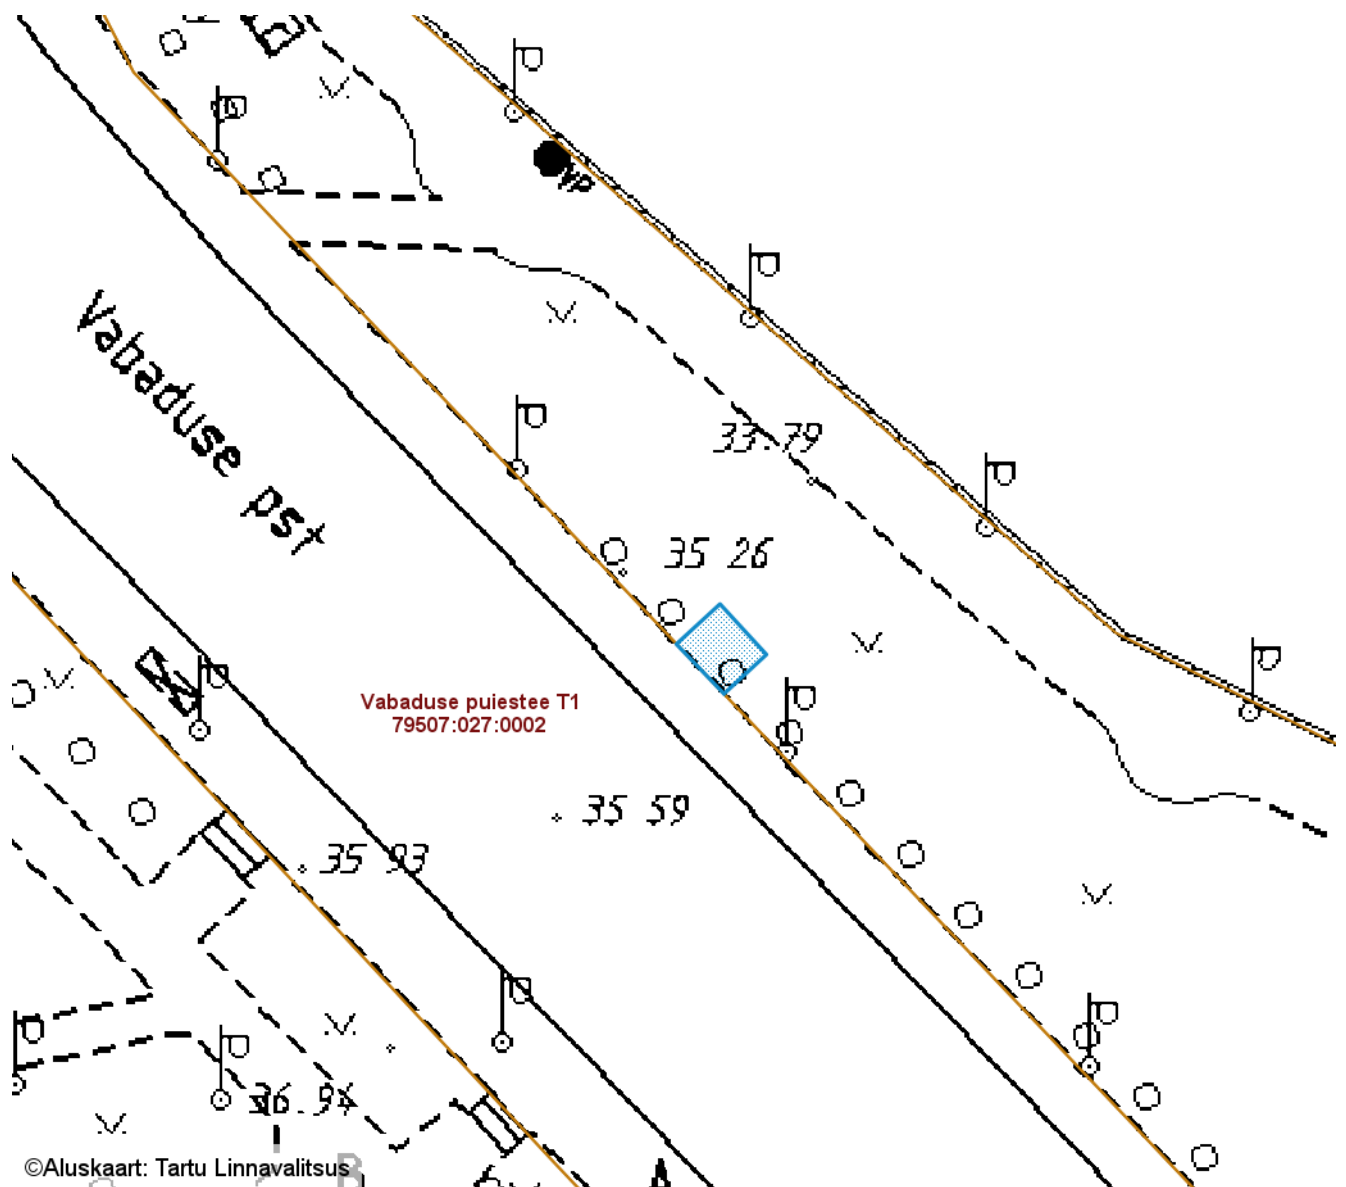 VP
Vabaduse pst
33.79
35 26
Vabaduse puiestee T1
79507:027:0002
35 59
35 93
36.94
©Aluskaart: Tartu Linnavalitsus